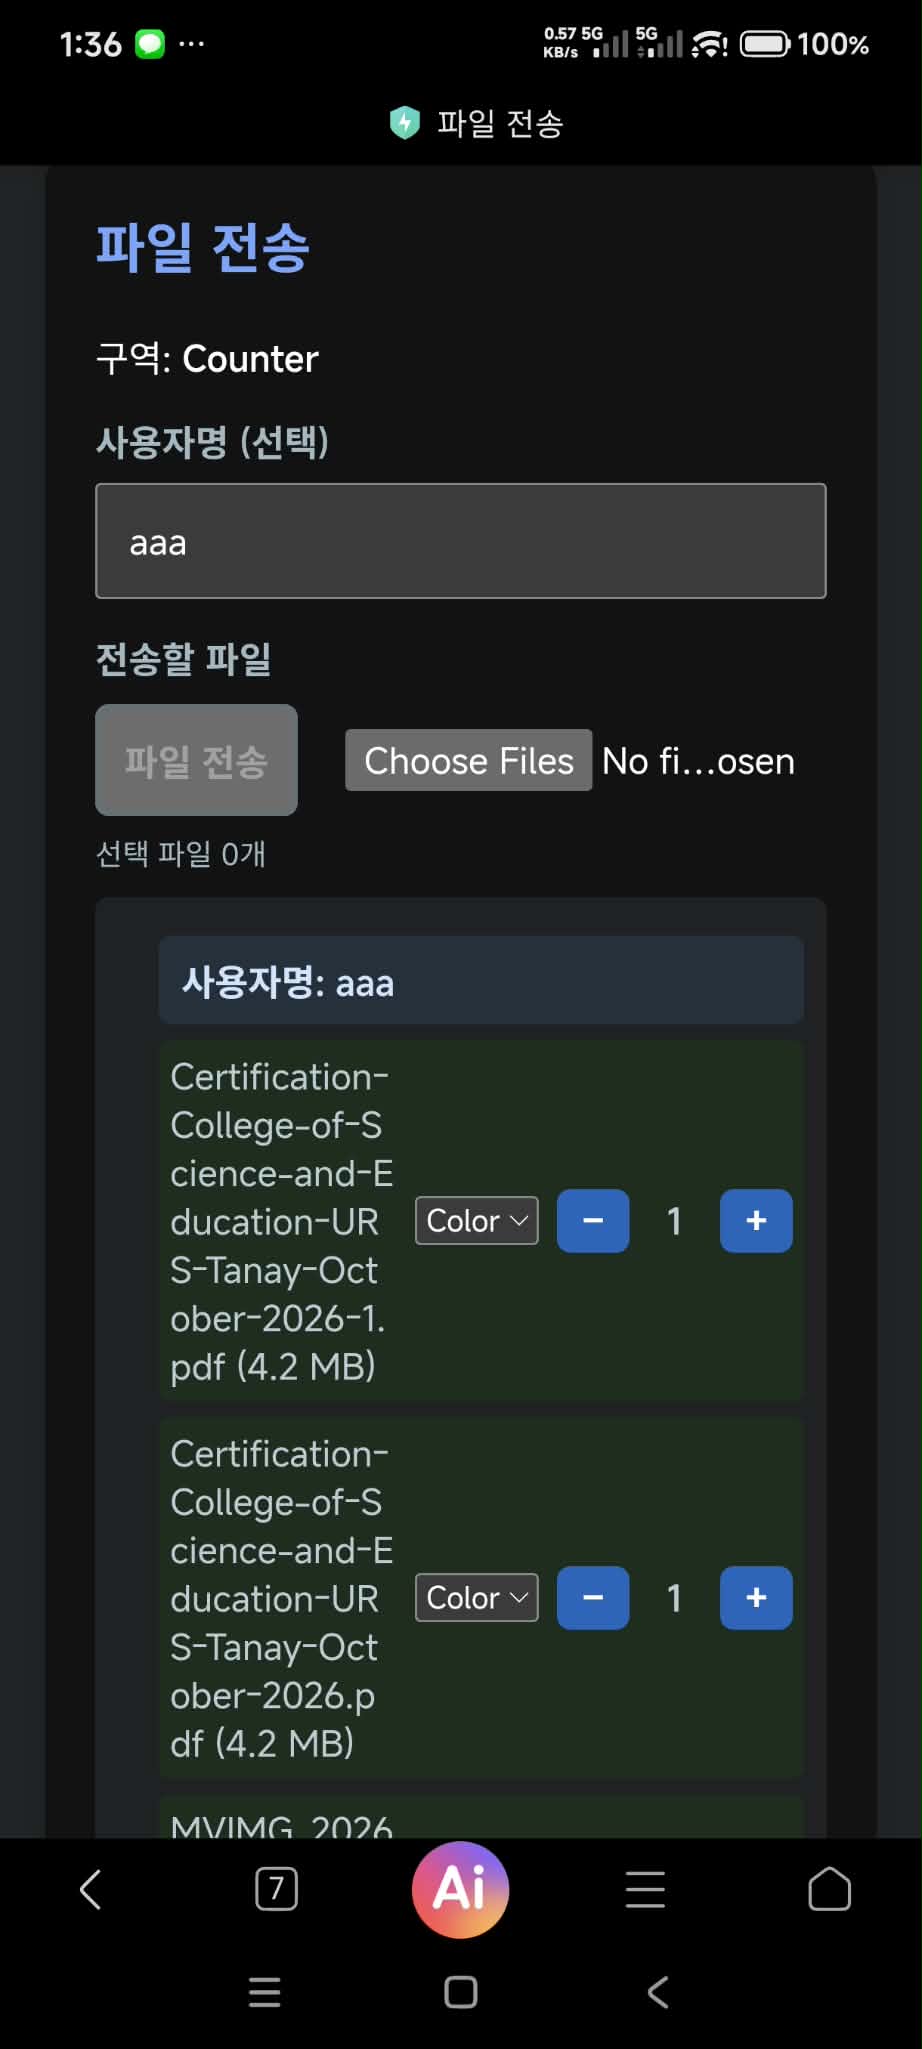 1:36 ... 0.57 KB/s 5G 5G 100%
파일 전송
파일 전송
구역: Counter
사용자명 (선택)
aaa
전송할 파일
파일 전송 Choose Files No fi...osen
선택 파일 0개
사용자명: aaa
Certification-
College-of-S
cience-and-E
ducation-UR
S-Tanay-Oct
ober-2026-1.
pdf (4.2 MB)
Color − 1 +
Certification-
College-of-S
cience-and-E
ducation-UR
S-Tanay-Oct
ober-2026.p
df (4.2 MB)
Color − 1 +
MVIMG_2026
7 Ai